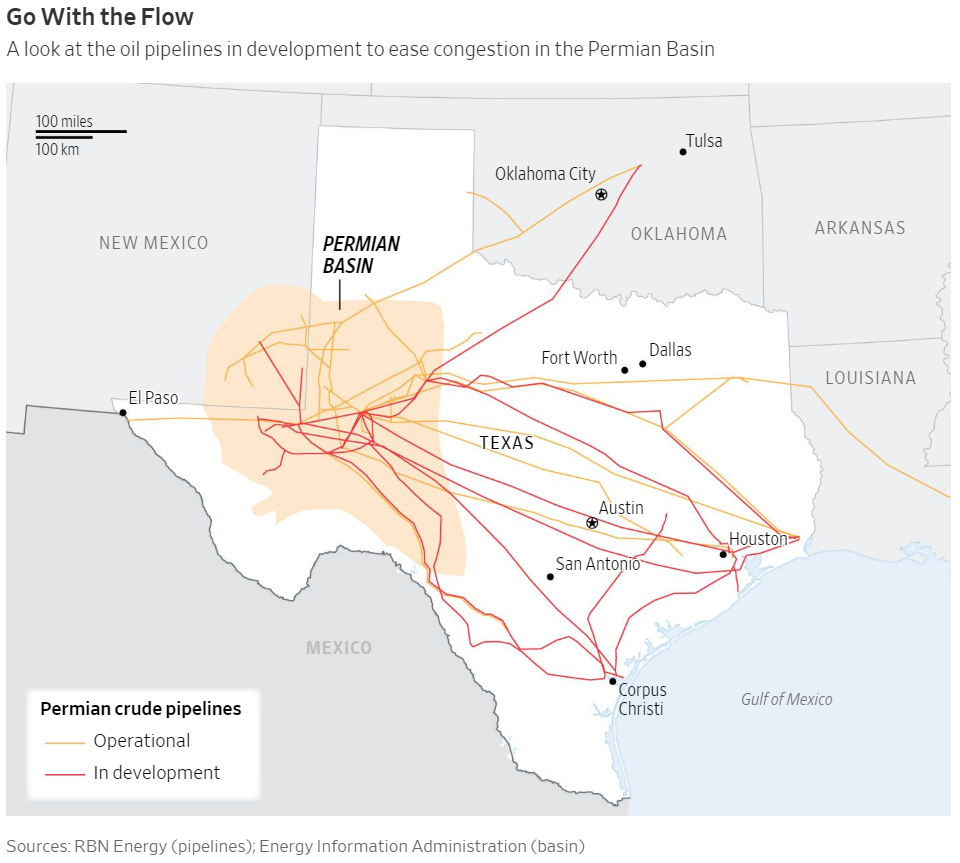 Go With the Flow
A look at the oil pipelines in development to ease congestion in the Permian Basin
100 miles
100 km
Tulsa
Oklahoma City
OKLAHOMA
ARKANSAS
NEW MEXICO
PERMIAN
BASIN
Fort Worth
Dallas
LOUISIANA
El Paso
TEXAS
Austin
Houston
San Antonio
MEXICO
Corpus
Christi
Gulf of Mexico
Permian crude pipelines
Operational
In development
Sources: RBN Energy (pipelines); Energy Information Administration (basin)